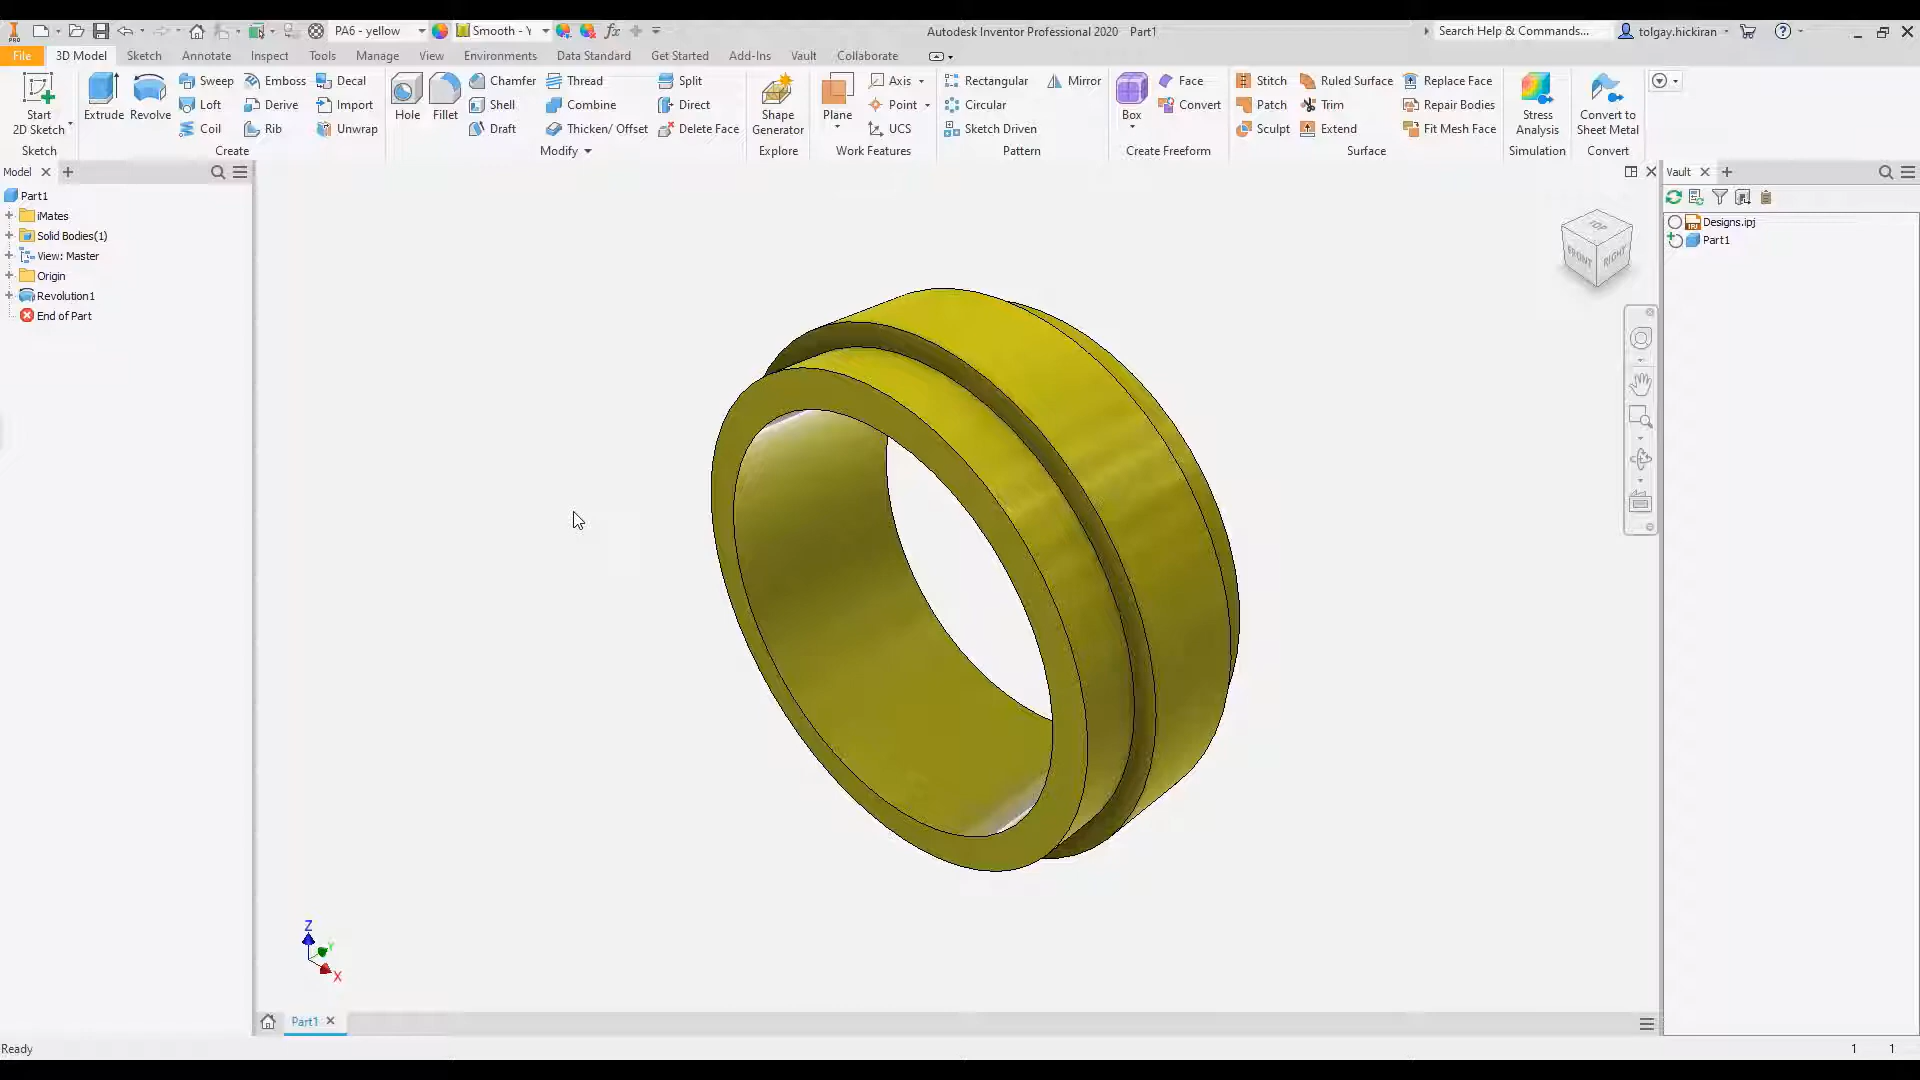 PRO PA6 - yellow Smooth - Y fx Autodesk Inventor Professional 2020 Part1 Search Help & Commands... tolgay.hickiran
File 3D Model Sketch Annotate Inspect Tools Manage View Environments Data Standard Get Started Add-Ins Vault Collaborate
Start 2D Sketch
Sketch
Extrude Revolve
Sweep Emboss Decal
Loft Derive Import
Coil Rib Unwrap
Create
Hole Fillet
Chamfer Thread Split
Shell Combine Direct
Draft Thicken/ Offset Delete Face
Modify
Shape Generator
Explore
Plane
Axis
Point
UCS
Work Features
Rectangular Mirror
Circular
Sketch Driven
Pattern
Box
Face
Convert
Create Freeform
Stitch Ruled Surface Replace Face
Patch Trim Repair Bodies
Sculpt Extend Fit Mesh Face
Surface
Stress Analysis
Simulation
Convert to Sheet Metal
Convert
Model
Part1
iMates
Solid Bodies(1)
View: Master
Origin
Revolution1
End of Part
TOP
FRONT RIGHT
Vault
Designs.ipj
Part1
Z
Y
X
Part1
Ready 1 1